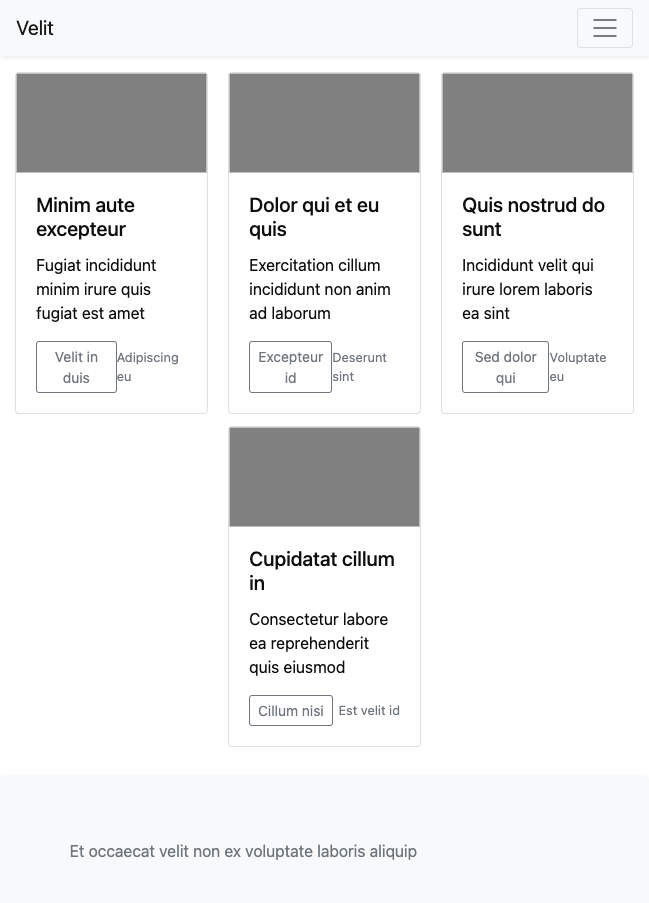 Velit
Minim aute
excepteur
Fugiat incididunt
minim irure quis
fugiat est amet
Velit in
duis
Adipiscing
eu
Dolor qui et eu
quis
Exercitation cillum
incididunt non anim
ad laborum
Excepteur
id
Deserunt
sint
Quis nostrud do
sunt
Incididunt velit qui
irure lorem laboris
ea sint
Sed dolor
qui
Voluptate
eu
Cupidatat cillum
in
Consectetur labore
ea reprehenderit
quis eiusmod
Cillum nisi
Est velit id
Et occaecat velit non ex voluptate laboris aliquip